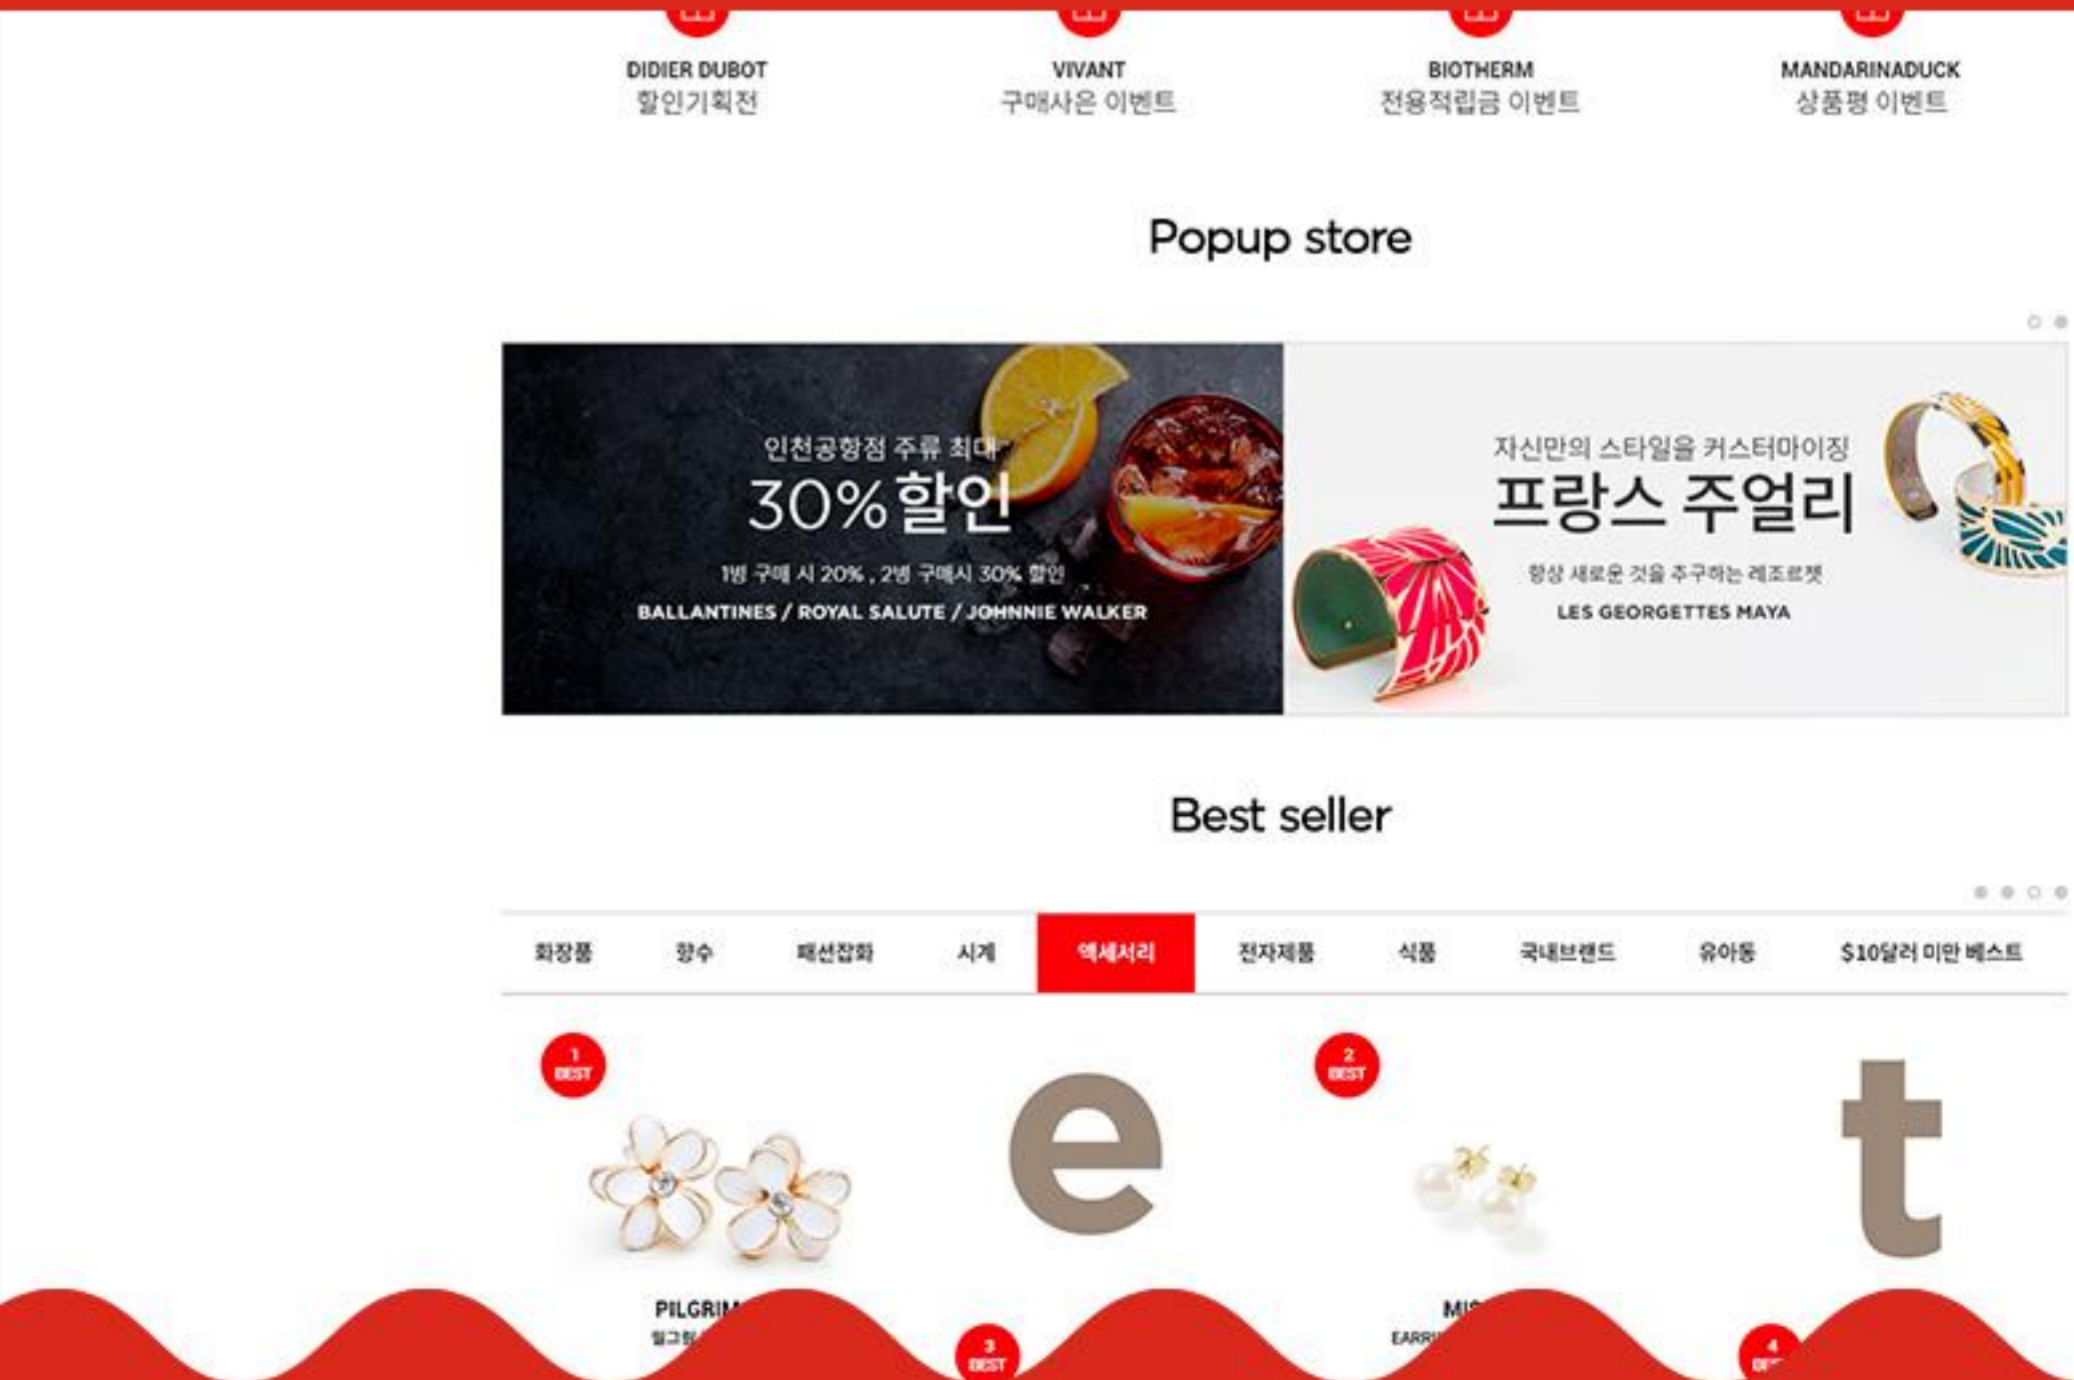 DIDIER DUBOT
할인기획전
VIVANT
구매사은 이벤트
BIOTHERM
전용적립금 이벤트
MANDARINADUCK
상품평 이벤트
Popup store
인천공항점 주류 최대
30% 할인
1병 구매 시 20% , 2병 구매시 30% 할인
BALLANTINES / ROYAL SALUTE / JOHNNIE WALKER
자신만의 스타일을 커스터마이징
프랑스 주얼리
항상 새로운 것을 추구하는 레조르젯
LES GEORGETTES MAYA
Best seller
화장품 향수 패션잡화 시계 액세서리 전자제품 식품 국내브랜드 유아동 $10달러 미만 베스트
1
BEST
e
2
BEST
t
PILGRIM
3
BEST
4